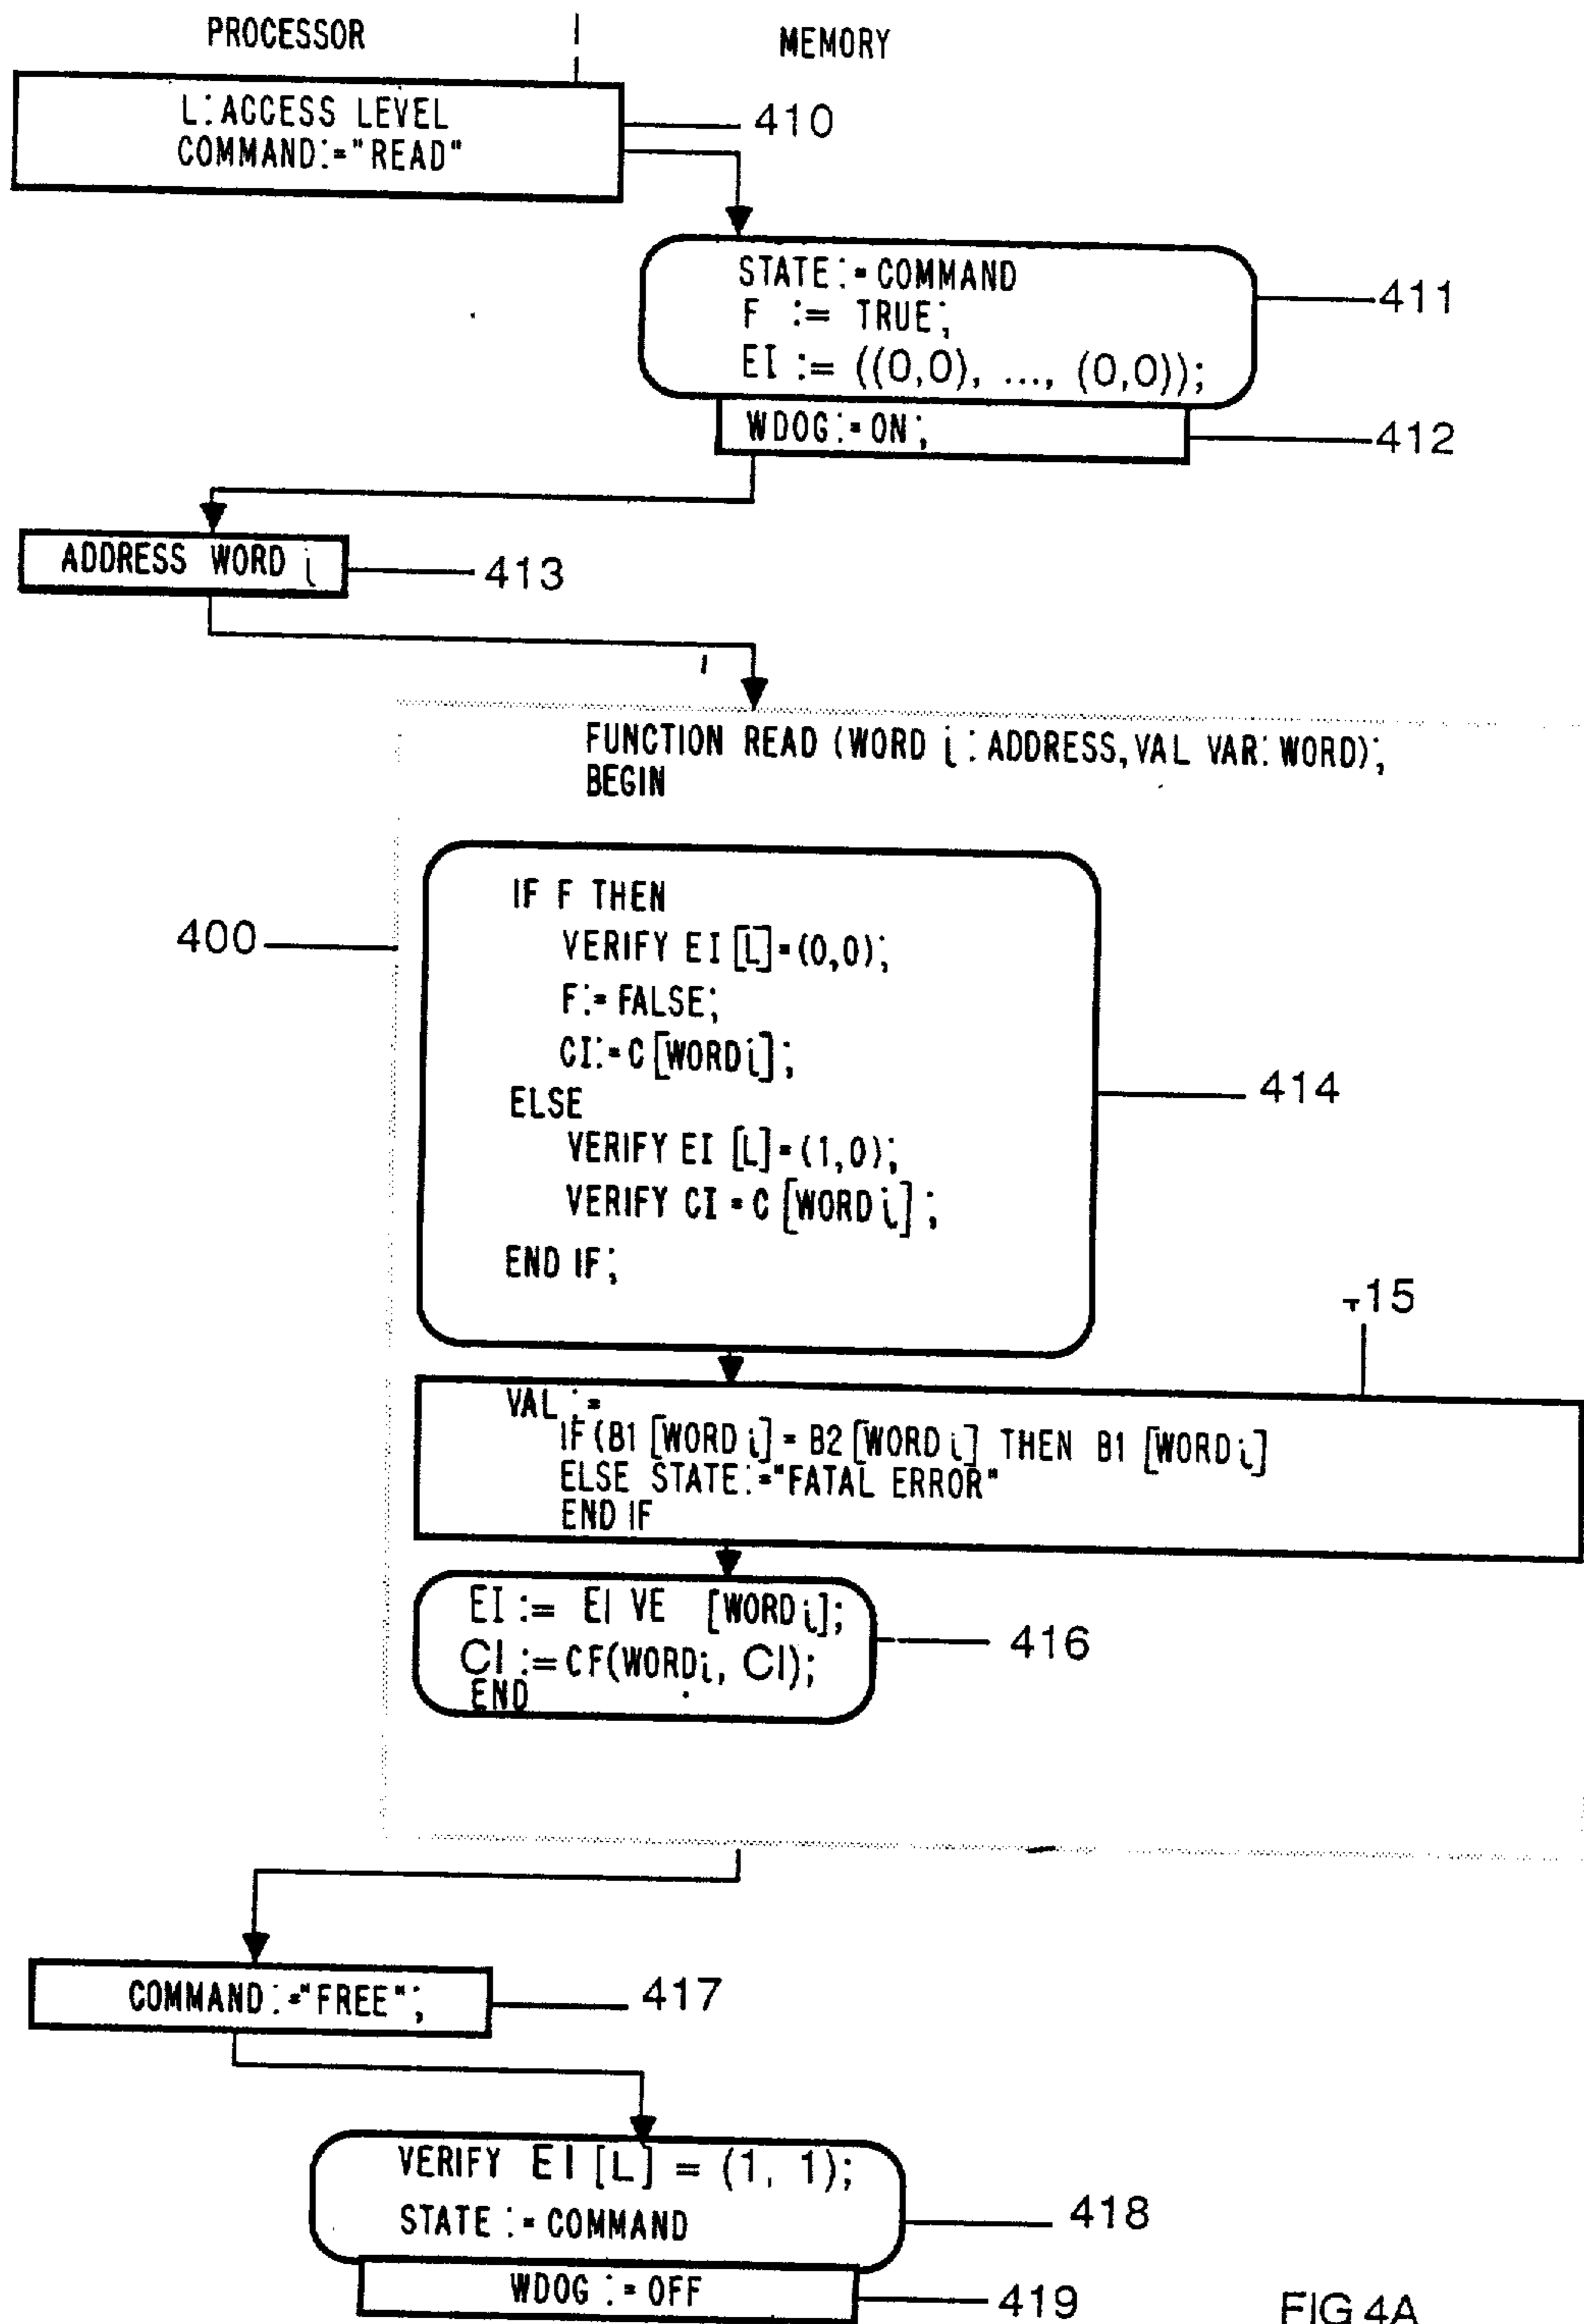 PROCESSOR
MEMORY
L:ACCESS LEVEL
COMMAND:="READ"
410
STATE:=COMMAND
F := TRUE;
EI := ((0,0), ..., (0,0));
411
WDOG:=ON;
412
ADDRESS WORD i
413
FUNCTION READ (WORD i : ADDRESS, VAL VAR: WORD);
BEGIN
400
IF F THEN
VERIFY EI [L]=(0,0);
F:=FALSE;
CI:=C[WORDi];
ELSE
VERIFY EI [L]=(1,0);
VERIFY CI=C[WORDi];
END IF;
414
15
VAL :=
IF(B1 [WORD i]=B2 [WORD i] THEN B1 [WORD i]
ELSE STATE:="FATAL ERROR"
END IF
EI := EI VE [WORDi];
CI :=CF(WORDi, CI);
END
416
COMMAND:="FREE";
417
VERIFY EI [L] = (1, 1);
STATE :=COMMAND
418
WDOG :=OFF
419
FIG 4A